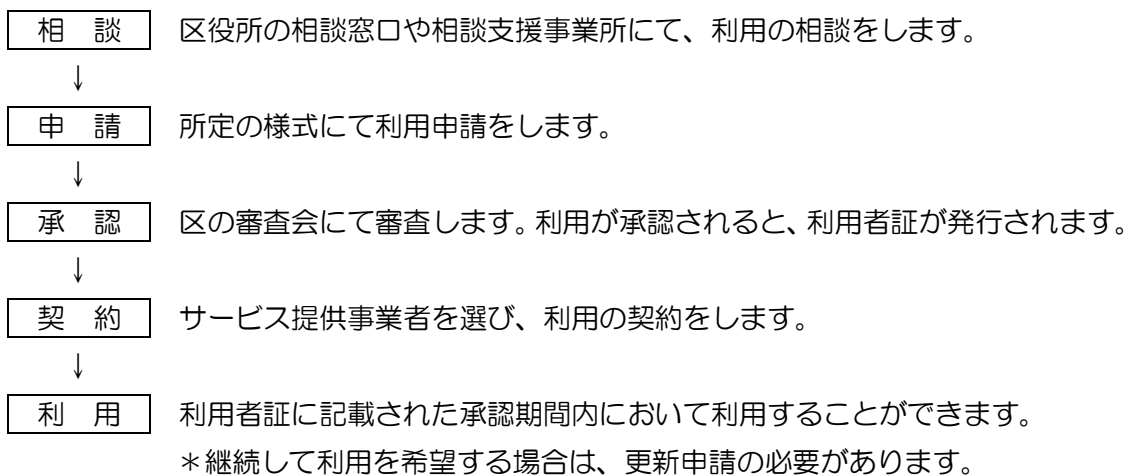 相　談　区役所の相談窓口や相談支援事業所にて、利用の相談をします。
↓
申　請　所定の様式にて利用申請をします。
↓
承　認　区の審査会にて審査します。利用が承認されると、利用者証が発行されます。
↓
契　約　サービス提供事業者を選び、利用の契約をします。
↓
利　用　利用者証に記載された承認期間内において利用することができます。
＊継続して利用を希望する場合は、更新申請の必要があります。